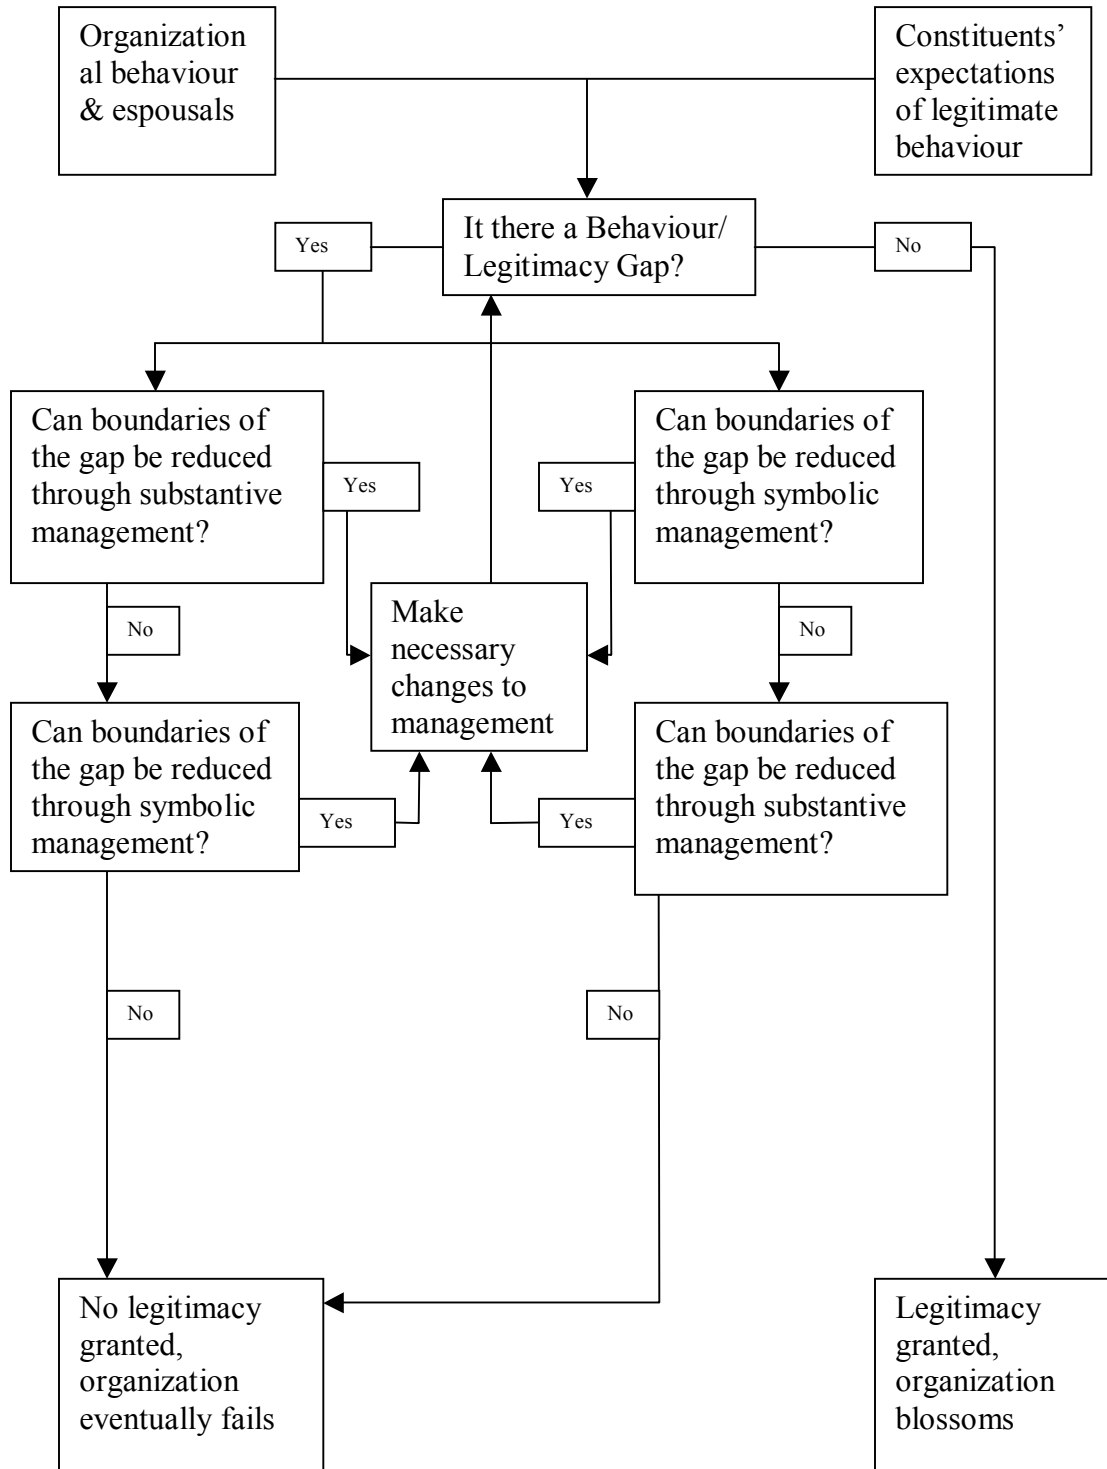 Organization
al behaviour
& espousals
Constituents’
expectations
of legitimate
behaviour
It there a Behaviour/
Legitimacy Gap?
Yes
No
Can boundaries of
the gap be reduced
through substantive
management?
Yes
Yes
Can boundaries of
the gap be reduced
through symbolic
management?
No
Make
necessary
changes to
management
No
Can boundaries of
the gap be reduced
through symbolic
management?
Yes
Yes
Can boundaries of
the gap be reduced
through substantive
management?
No
No
No legitimacy
granted,
organization
eventually fails
Legitimacy
granted,
organization
blossoms